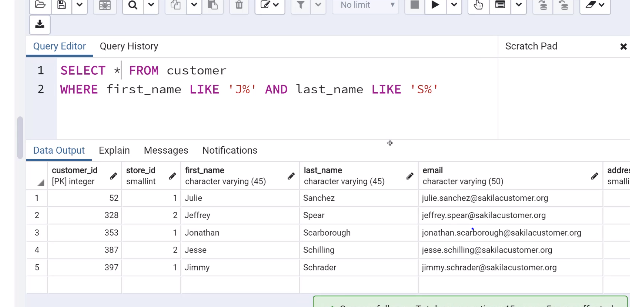 No limit
Query Editor Query History Scratch Pad
1 SELECT * FROM customer
2 WHERE first_name LIKE 'J%' AND last_name LIKE 'S%'
Data Output Explain Messages Notifications
customer_id store_id first_name last_name email
[PK] integer smallint character varying (45) character varying (45) character varying (50)
1 52 1 Julie Sanchez julie.sanchez@sakilacustomer.org
2 328 2 Jeffrey Spear jeffrey.spear@sakilacustomer.org
3 353 1 Jonathan Scarborough jonathan.scarborough@sakilacustomer.org
4 387 2 Jesse Schilling jesse.schilling@sakilacustomer.org
5 397 1 Jimmy Schrader jimmy.schrader@sakilacustomer.org